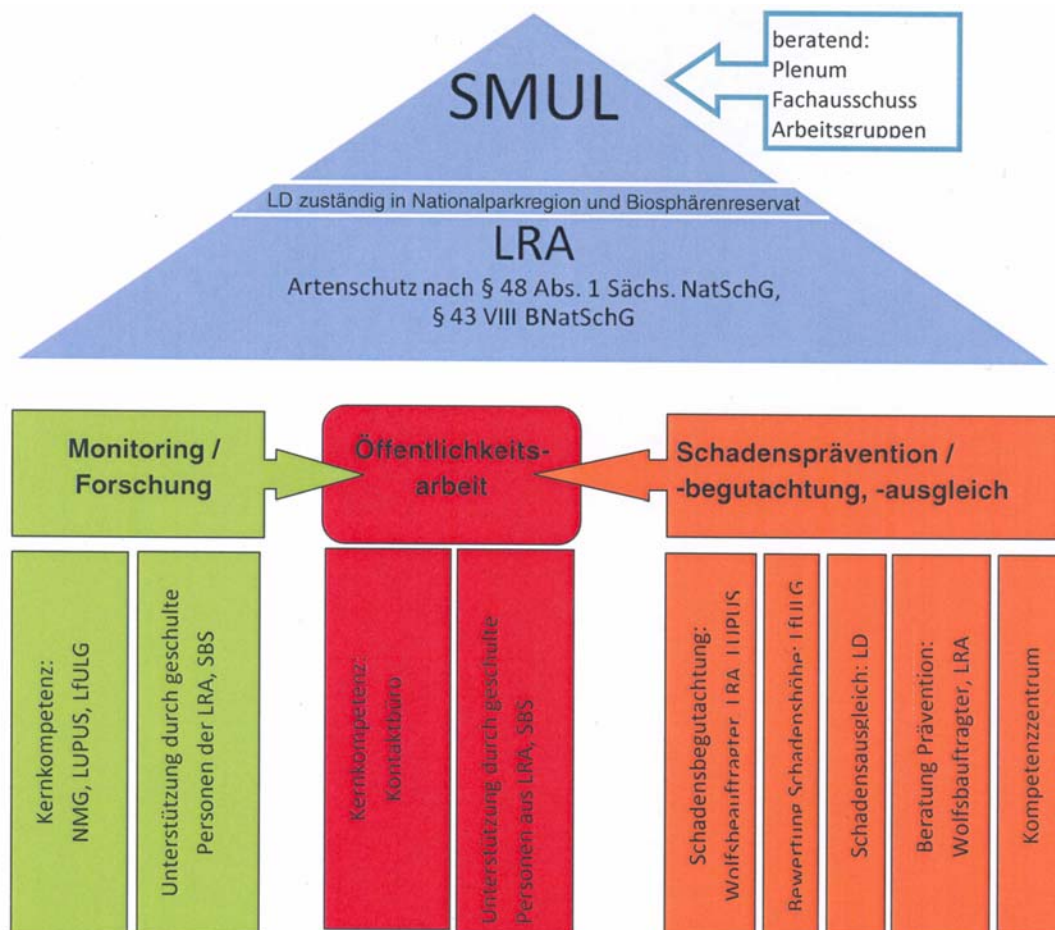 beratend:
Plenum
Fachausschuss
Arbeitsgruppen
SMUL
LD zuständig in Nationalparkregion und Biosphärenreservat
LRA
Artenschutz nach § 48 Abs. 1 Sächs. NatSchG,
§ 43 VIII BNatSchG
Monitoring /
Forschung
Öffentlichkeits-
arbeit
Schadensprävention /
-begutachtung, -ausgleich
Kernkompetenz:
NMG, LUPUS, LfULG
Unterstützung durch geschulte
Personen der LRA, SBS
Kernkompetenz:
Kontaktbüro
Unterstützung durch geschulte
Personen aus LRA, SBS
Schadensbegutachtung:
Wolfsbeauftragter LRA LUPUS
Bewertung Schadenshöhe: LfULG
Schadensausgleich: LD
Beratung Prävention:
Wolfsbauftragter, LRA
Kompetenzzentrum